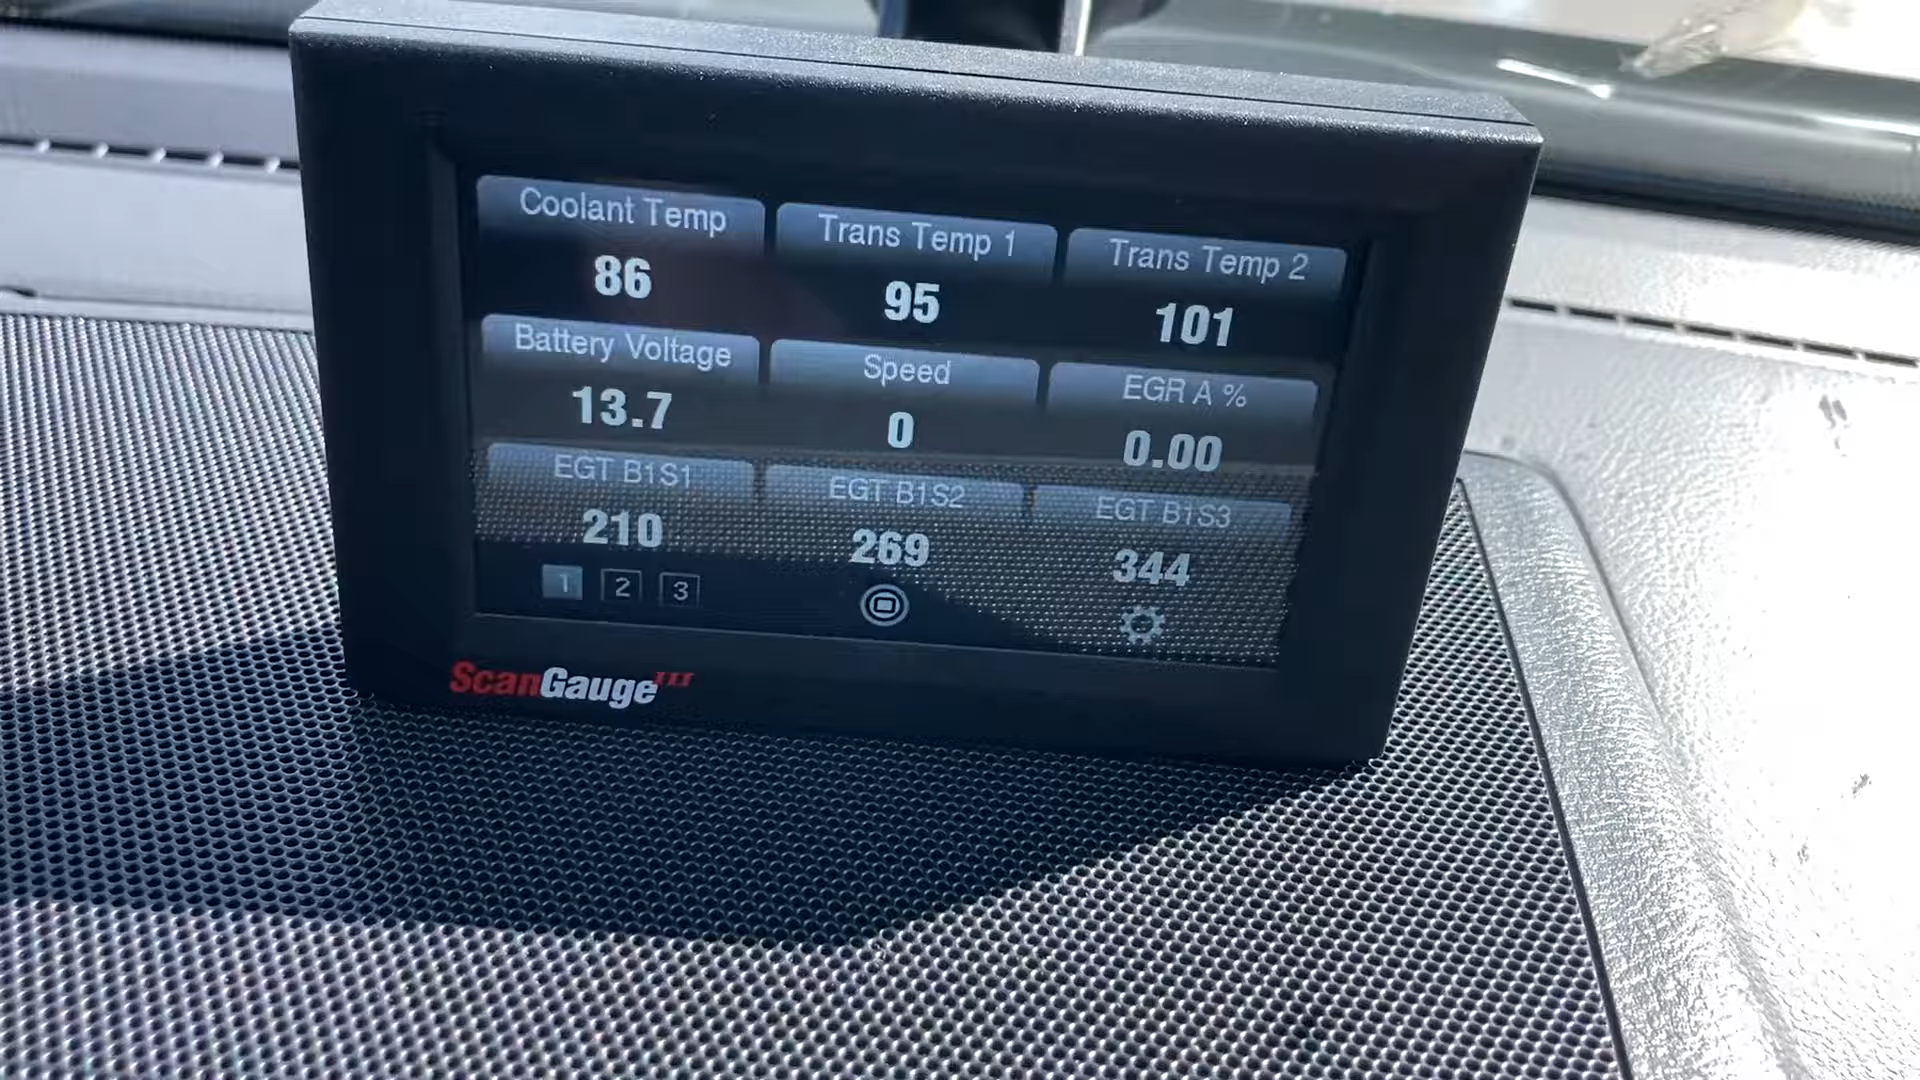 Coolant Temp
Trans Temp 1
Trans Temp 2
86
95
101
Battery Voltage
Speed
EGR A %
13.7
0
0.00
EGT B1S1
EGT B1S2
EGT B1S3
210
269
344
1 2 3
ScanGauge III